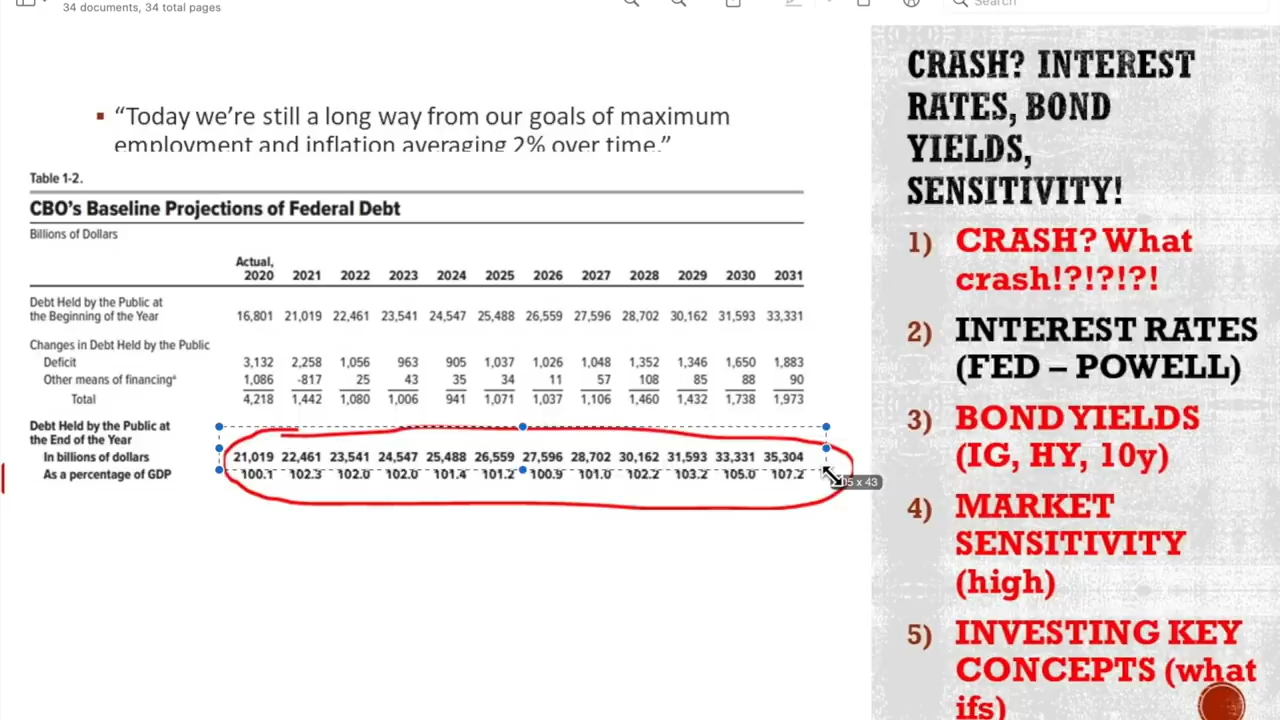 34 documents, 34 total pages
Search
▪ “Today we’re still a long way from our goals of maximum
employment and inflation averaging 2% over time.”
Table 1-2.
CBO’s Baseline Projections of Federal Debt
Billions of Dollars
Actual,
2020 2021 2022 2023 2024 2025 2026 2027 2028 2029 2030 2031
Debt Held by the Public at
the Beginning of the Year 16,801 21,019 22,461 23,541 24,547 25,488 26,559 27,596 28,702 30,162 31,593 33,331
Changes in Debt Held by the Public
Deficit 3,132 2,258 1,056 963 905 1,037 1,026 1,048 1,352 1,346 1,650 1,883
Other means of financingᵃ 1,086 -817 25 43 35 34 11 57 108 85 88 90
Total 4,218 1,442 1,080 1,006 941 1,071 1,037 1,106 1,460 1,432 1,738 1,973
Debt Held by the Public at
the End of the Year
In billions of dollars 21,019 22,461 23,541 24,547 25,488 26,559 27,596 28,702 30,162 31,593 33,331 35,304
As a percentage of GDP 100.1 102.3 102.0 102.0 101.4 101.2 100.9 101.0 102.2 103.2 105.0 107.2
x 43
CRASH? INTEREST
RATES, BOND
YIELDS,
SENSITIVITY!
1) CRASH? What
crash!?!?!?!
2) INTEREST RATES
(FED – POWELL)
3) BOND YIELDS
(IG, HY, 10y)
4) MARKET
SENSITIVITY
(high)
5) INVESTING KEY
CONCEPTS (what
ifs)